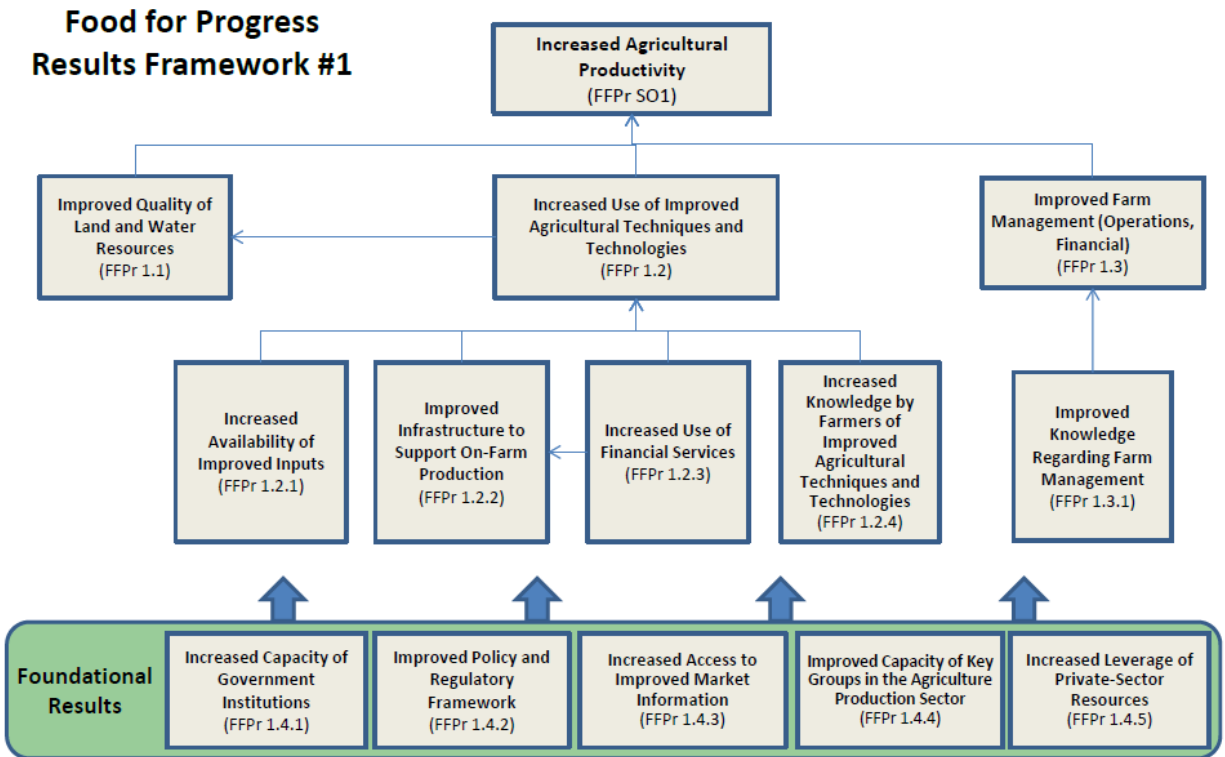 Food for Progress
Results Framework #1
Increased Agricultural
Productivity
(FFPr SO1)
Improved Quality of
Land and Water
Resources
(FFPr 1.1)
Increased Use of Improved
Agricultural Techniques and
Technologies
(FFPr 1.2)
Improved Farm
Management (Operations,
Financial)
(FFPr 1.3)
Increased
Availability of
Improved Inputs
(FFPr 1.2.1)
Improved
Infrastructure to
Support On-Farm
Production
(FFPr 1.2.2)
Increased Use of
Financial Services
(FFPr 1.2.3)
Increased
Knowledge by
Farmers of
Improved
Agricultural
Techniques and
Technologies
(FFPr 1.2.4)
Improved
Knowledge
Regarding Farm
Management
(FFPr 1.3.1)
Foundational
Results
Increased Capacity of
Government
Institutions
(FFPr 1.4.1)
Improved Policy and
Regulatory
Framework
(FFPr 1.4.2)
Increased Access to
Improved Market
Information
(FFPr 1.4.3)
Improved Capacity of Key
Groups in the Agriculture
Production Sector
(FFPr 1.4.4)
Increased Leverage of
Private-Sector
Resources
(FFPr 1.4.5)